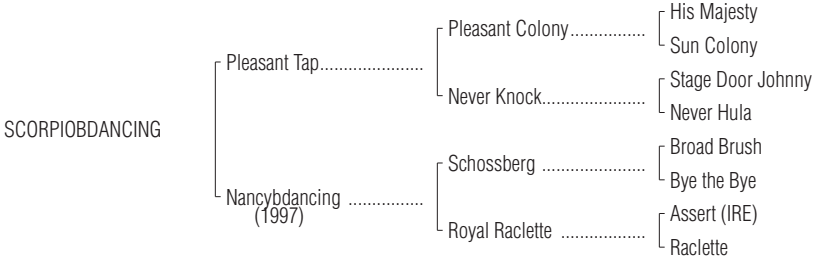 His Majesty
Pleasant Colony................
Sun Colony
Pleasant Tap......................
Stage Door Johnny
Never Knock......................
Never Hula
SCORPIOBDANCING
Broad Brush
Schossberg ......................
Bye the Bye
Nancybdancing ................
(1997)
Assert (IRE)
Royal Raclette ..................
Raclette